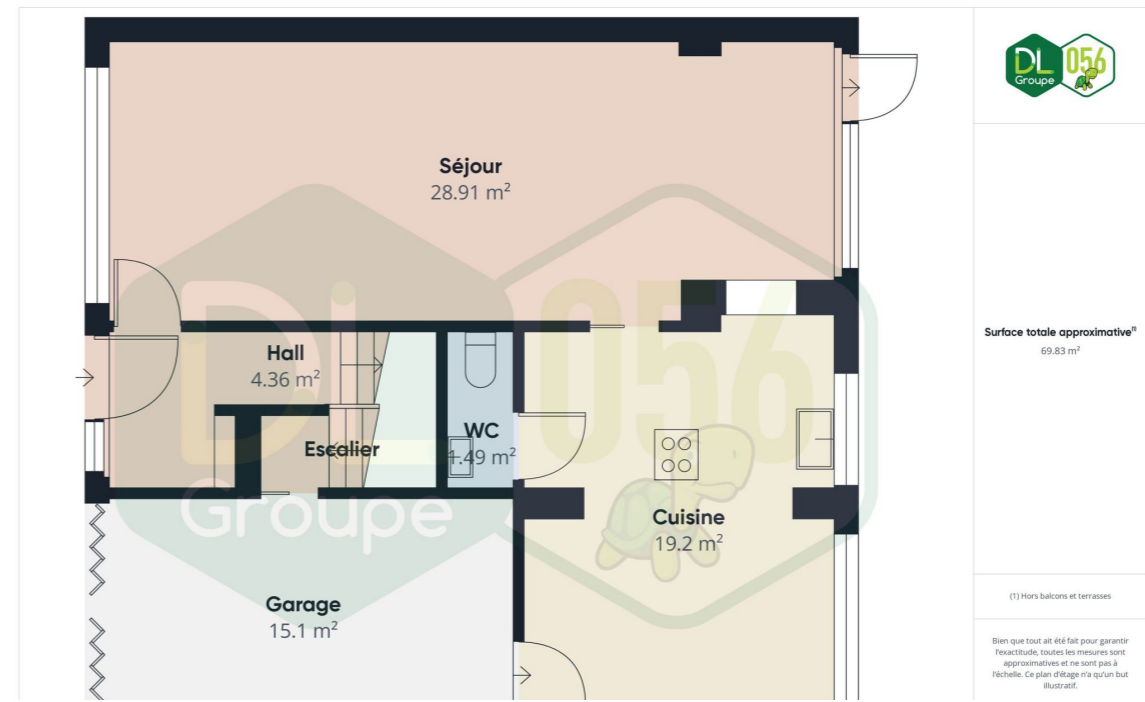 Séjour
28.91 m²
Hall
4.36 m²
Escalier
WC
1.49 m²
Cuisine
19.2 m²
Garage
15.1 m²
DL 056
Groupe
DL 056
Groupe
Surface totale approximative⁽¹⁾
69.83 m²
(1) Hors balcons et terrasses
Bien que tout ait été fait pour garantir
l'exactitude, toutes les mesures sont
approximatives et ne sont pas à
l'échelle. Ce plan d'étage n'a qu'un but
illustratif.